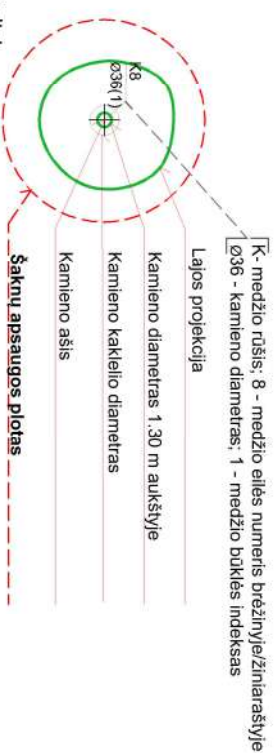 K- medžio rūšis; 8 - medžio eilės numeris brėžinyje/žiniaraštyje
Ø36 - kamieno diametras; 1 - medžio būklės indeksas
K8
Ø36(1)
Lajos projekcija
Kamieno diametras 1.30 m aukštyje
Kamieno kaklelio diametras
Kamieno ašis
Šaknų apsaugos plotas